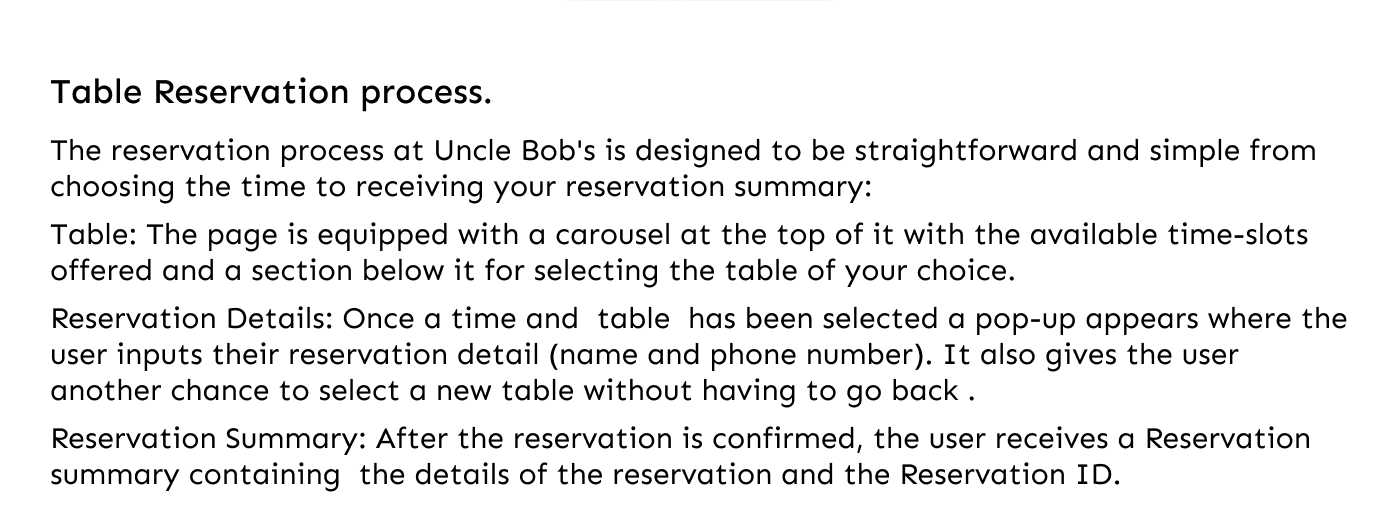 Table Reservation process.
The reservation process at Uncle Bob's is designed to be straightforward and simple from
choosing the time to receiving your reservation summary:
Table: The page is equipped with a carousel at the top of it with the available time-slots
offered and a section below it for selecting the table of your choice.
Reservation Details: Once a time and  table  has been selected a pop-up appears where the
user inputs their reservation detail (name and phone number). It also gives the user
another chance to select a new table without having to go back .
Reservation Summary: After the reservation is confirmed, the user receives a Reservation
summary containing  the details of the reservation and the Reservation ID.